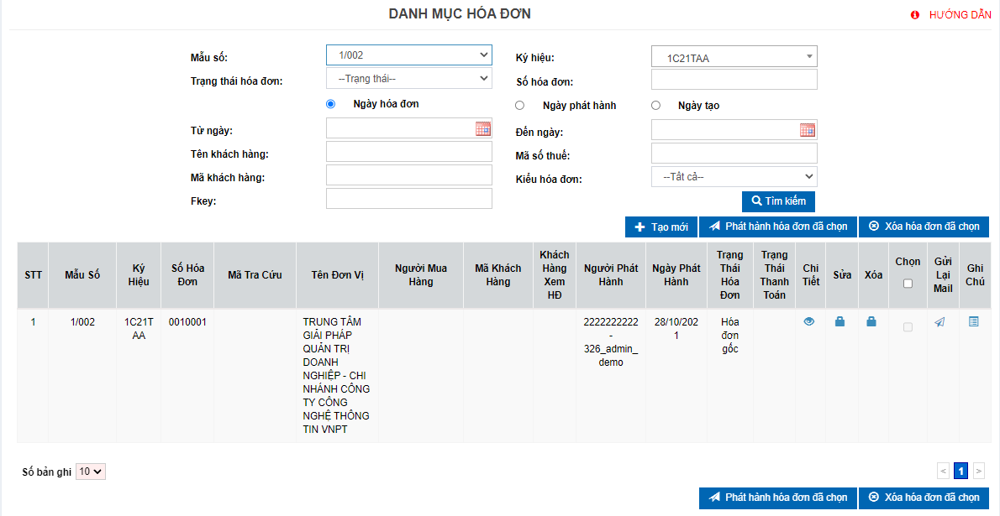 DANH MỤC HÓA ĐƠN
HƯỚNG DẪN
Mẫu số: 1/002 Ký hiệu: 1C21TAA
Trạng thái hóa đơn: --Trạng thái-- Số hóa đơn:
Ngày hóa đơn Ngày phát hành Ngày tạo
Từ ngày: Đến ngày:
Tên khách hàng: Mã số thuế:
Mã khách hàng: Kiểu hóa đơn: --Tất cả--
Fkey:
Tìm kiếm
Tạo mới Phát hành hóa đơn đã chọn Xóa hóa đơn đã chọn
STT
Mẫu Số
Ký
Hiệu
Số Hóa
Đơn
Mã Tra Cứu
Tên Đơn Vị
Người Mua
Hàng
Mã Khách
Hàng
Khách
Hàng
Xem
HĐ
Người Phát
Hành
Ngày Phát
Hành
Trạng
Thái
Hóa
Đơn
Trạng
Thái
Thanh
Toán
Chi
Tiết
Sửa
Xóa
Chọn
Gửi
Lại
Mail
Ghi
Chú
1
1/002
1C21T
AA
0010001
TRUNG TÂM
GIẢI PHÁP
QUẢN TRỊ
DOANH
NGHIỆP - CHI
NHÁNH CÔNG
TY CÔNG
NGHỆ THÔNG
TIN VNPT
2222222222
-
326_admin_
demo
28/10/202
1
Hóa
đơn
gốc
Số bản ghi 10
< 1 >
Phát hành hóa đơn đã chọn Xóa hóa đơn đã chọn